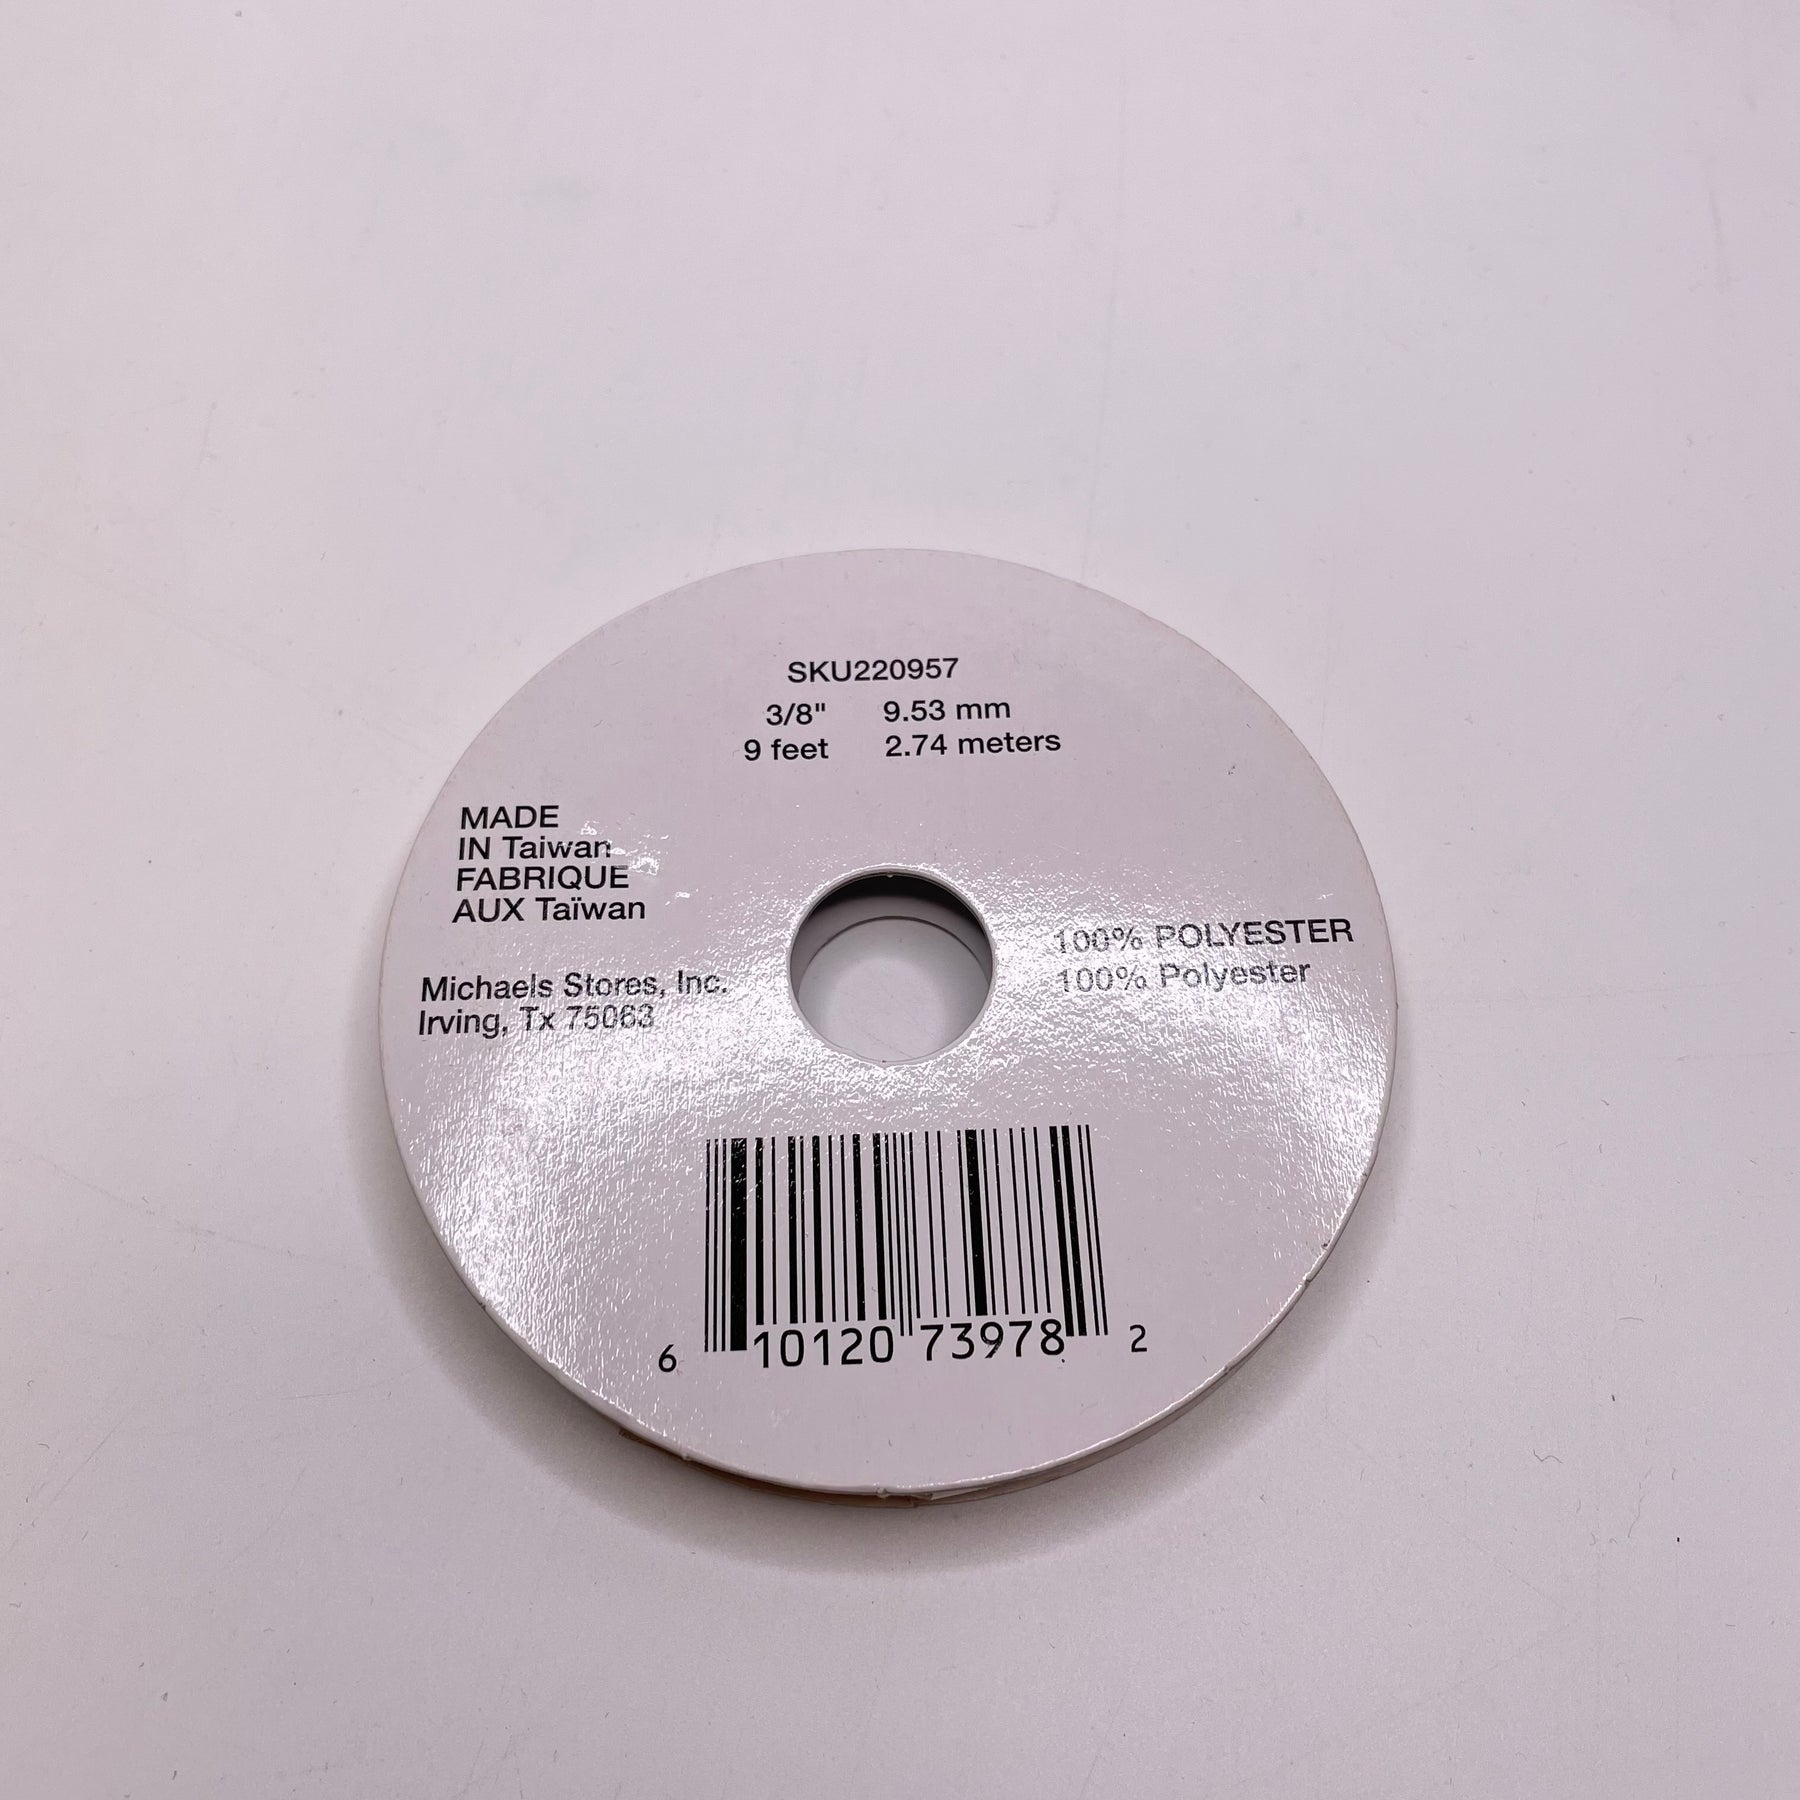 SKU220957
3/8" 9.53 mm
9 feet 2.74 meters
MADE
IN Taiwan
FABRIQUE
AUX Taïwan
Michaels Stores, Inc.
Irving, Tx 75063
100% POLYESTER
100% Polyester
6 10120 73978 2